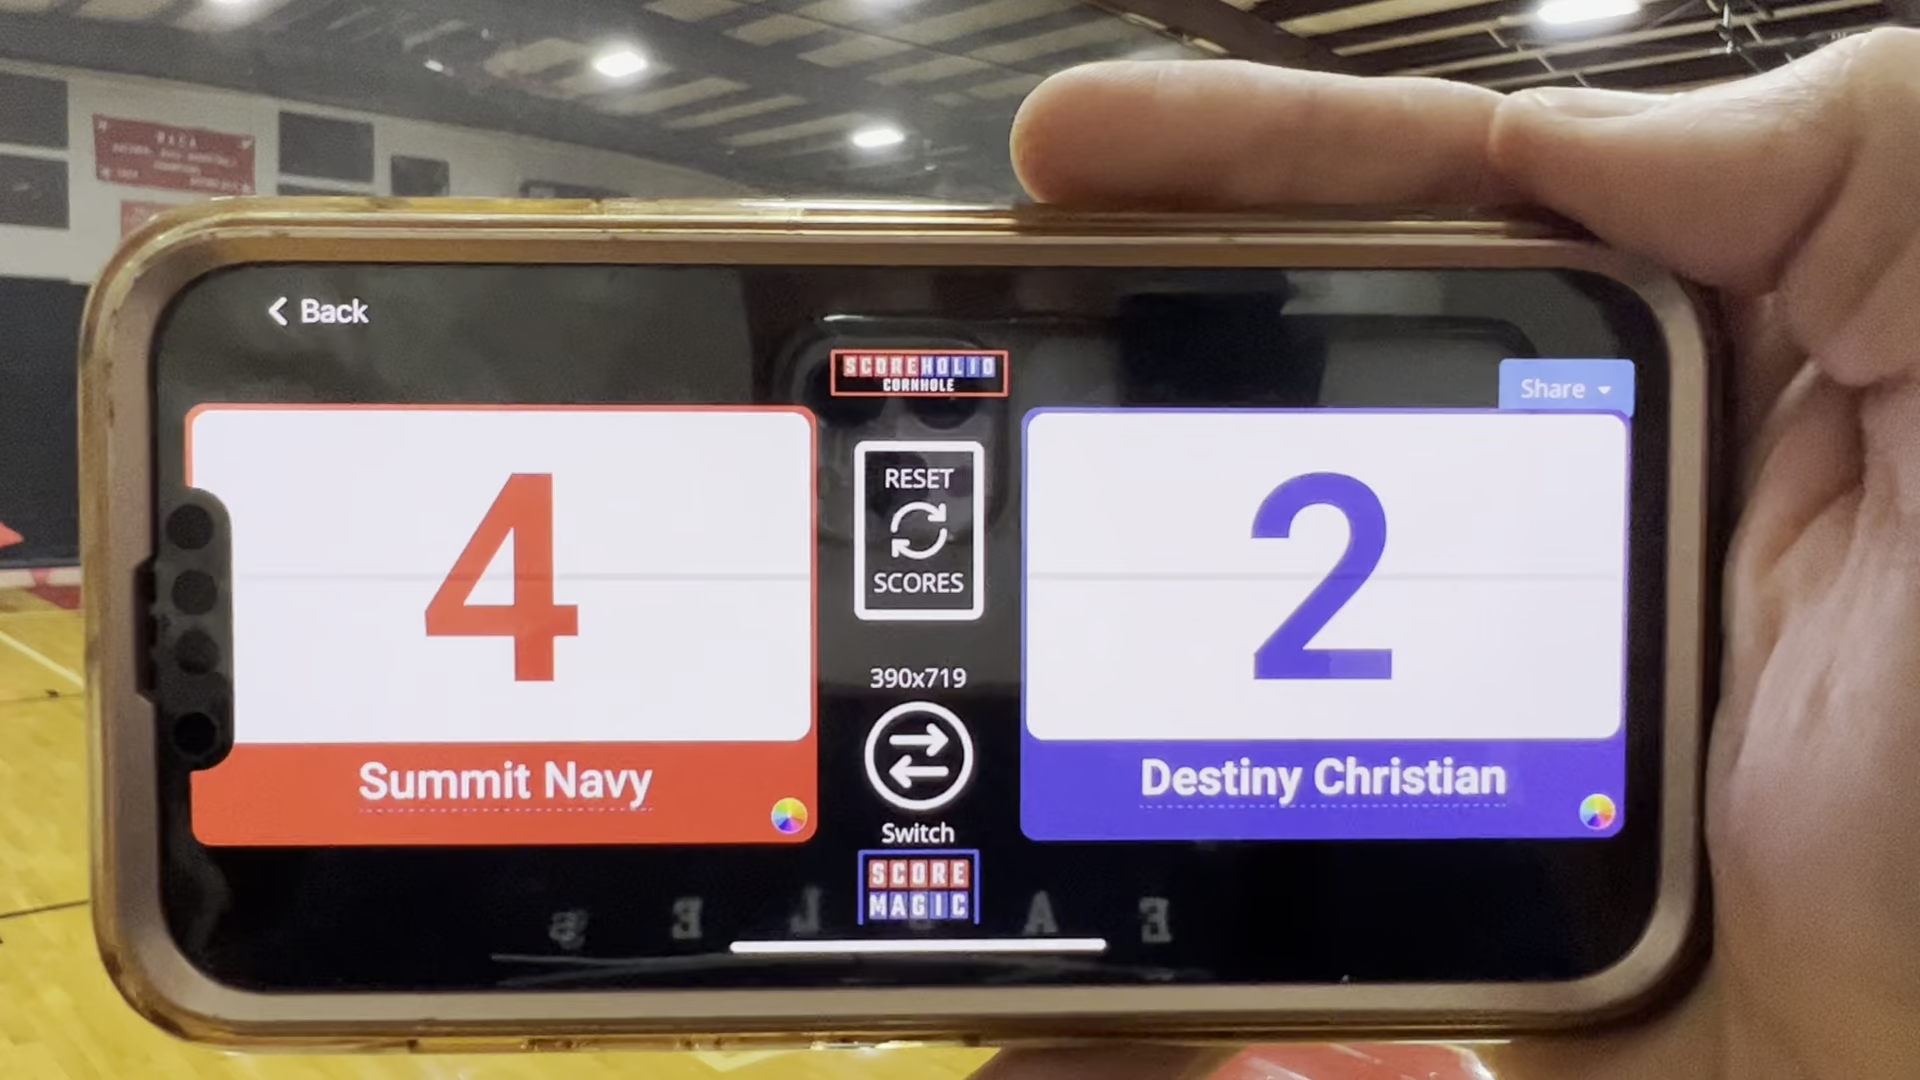 Back
SCOREHOLIO
CORNHOLE
Share
4
RESET
SCORES
2
390x719
Summit Navy
Destiny Christian
Switch
SCORE
MAGIC